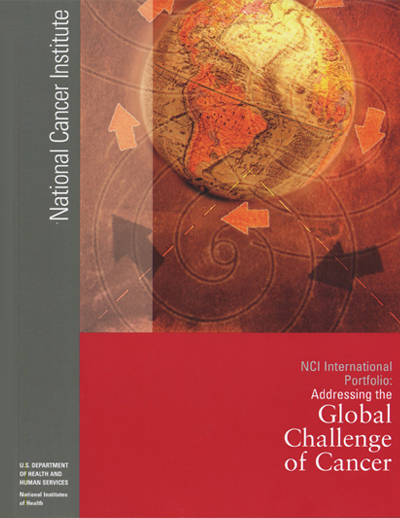 National Cancer Institute
NCI International
Portfolio:
Addressing the
Global
Challenge
of Cancer
U.S. DEPARTMENT
OF HEALTH AND
HUMAN SERVICES
National Institutes
of Health